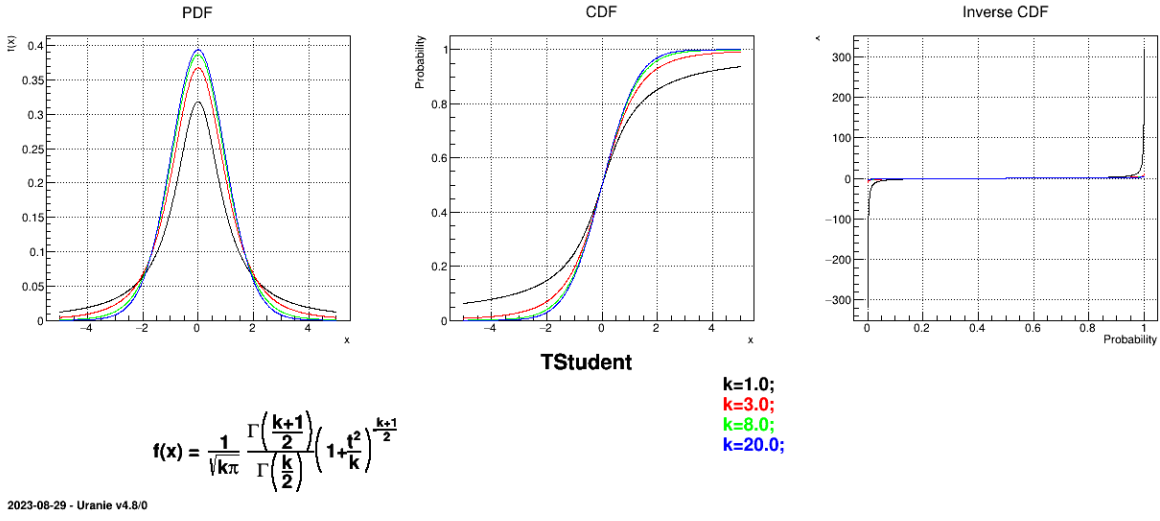 PDF
CDF
Inverse CDF
f(x)
0.4
0.35
0.3
0.25
0.2
0.15
0.1
0.05
0
−4
−2
0
2
4
x
Probability
1
0.8
0.6
0.4
0.2
0
−4
−2
0
2
4
x
300
200
100
0
−100
−200
−300
0
0.2
0.4
0.6
0.8
1
Probability
TStudent
k=1.0;
k=3.0;
k=8.0;
k=20.0;
f(x) = 1/√kπ Γ(k+1/2)/Γ(k/2) (1+t²/k)^k+1/2
2023-08-29 - Uranie v4.8/0